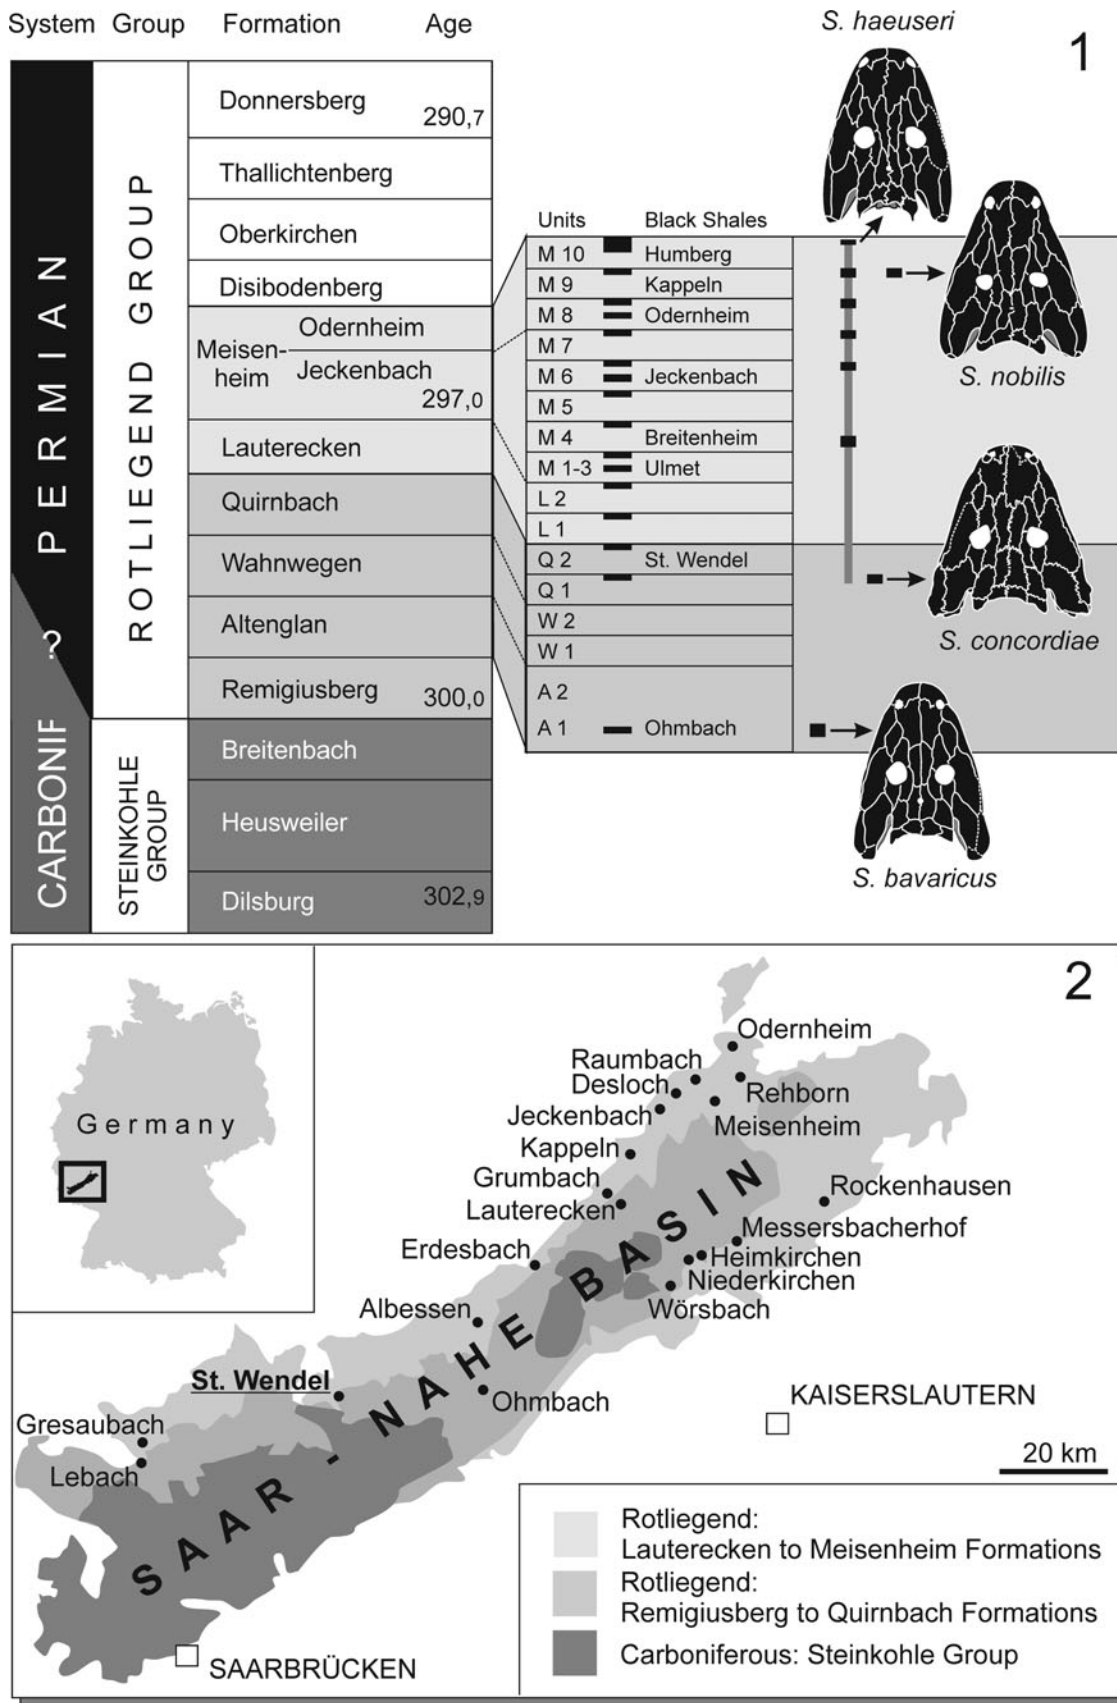 System Group Formation Age
Donnersberg
290,7
Thallichtenberg
Oberkirchen
Disibodenberg
Odernheim
Meisen-
heim
Jeckenbach
297,0
Lauterecken
Quirnbach
Wahnwegen
Altenglan
Remigiusberg 300,0
Breitenbach
Heusweiler
Dilsburg 302,9
PERMIAN
?
CARBONIF
ROTLIEGEND GROUP
STEINKOHLE
GROUP
1
Units Black Shales
M 10 Humberg
M 9 Kappeln
M 8 Odernheim
M 7
M 6 Jeckenbach
M 5
M 4 Breitenheim
M 1-3 Ulmet
L 2
L 1
Q 2 St. Wendel
Q 1
W 2
W 1
A 2
A 1 Ohmbach
S. haeuseri
S. nobilis
S. concordiae
S. bavaricus
2
Germany
Odernheim
Raumbach
Desloch
Rehborn
Jeckenbach
Meisenheim
Kappeln
Grumbach
Rockenhausen
Lauterecken
Messersbacherhof
Erdesbach
Heimkirchen
Niederkirchen
Wörsbach
Albessen
St. Wendel
Ohmbach
KAISERSLAUTERN
Gresaubach
Lebach
SAAR - NAHE BASIN
SAARBRÜCKEN
20 km
Rotliegend:
Lauterecken to Meisenheim Formations
Rotliegend:
Remigiusberg to Quirnbach Formations
Carboniferous: Steinkohle Group